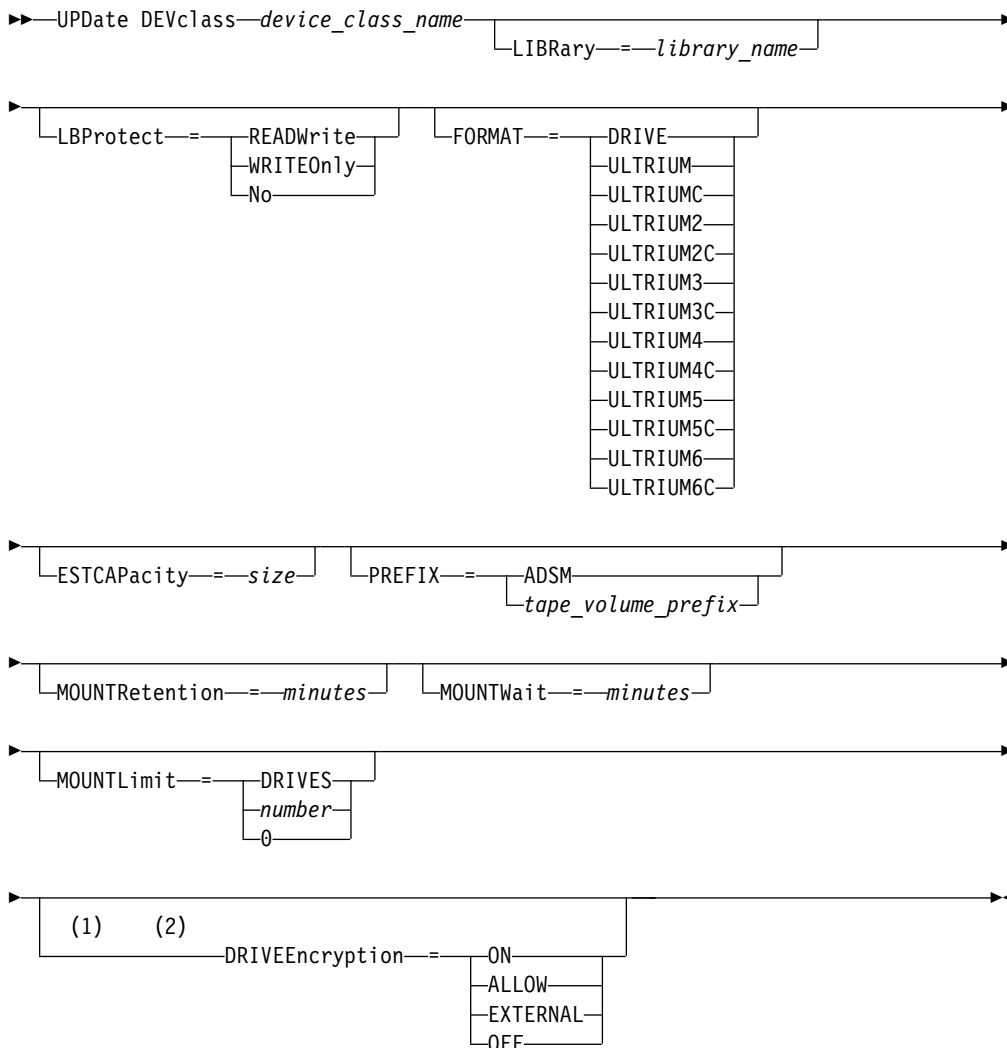 UPDate DEVclass device_class_name
LIBRary = library_name
LBProtect = READWrite
WRITEOnly
No
FORMAT = DRIVE
ULTRIUM
ULTRIUMC
ULTRIUM2
ULTRIUM2C
ULTRIUM3
ULTRIUM3C
ULTRIUM4
ULTRIUM4C
ULTRIUM5
ULTRIUM5C
ULTRIUM6
ULTRIUM6C
ESTCAPacity = size
PREFIX = ADSM
tape_volume_prefix
MOUNTRetention = minutes
MOUNTWait = minutes
MOUNTLimit = DRIVES
number
0
(1) (2)
DRIVEEncryption = ON
ALLOW
EXTERNAL
OFF